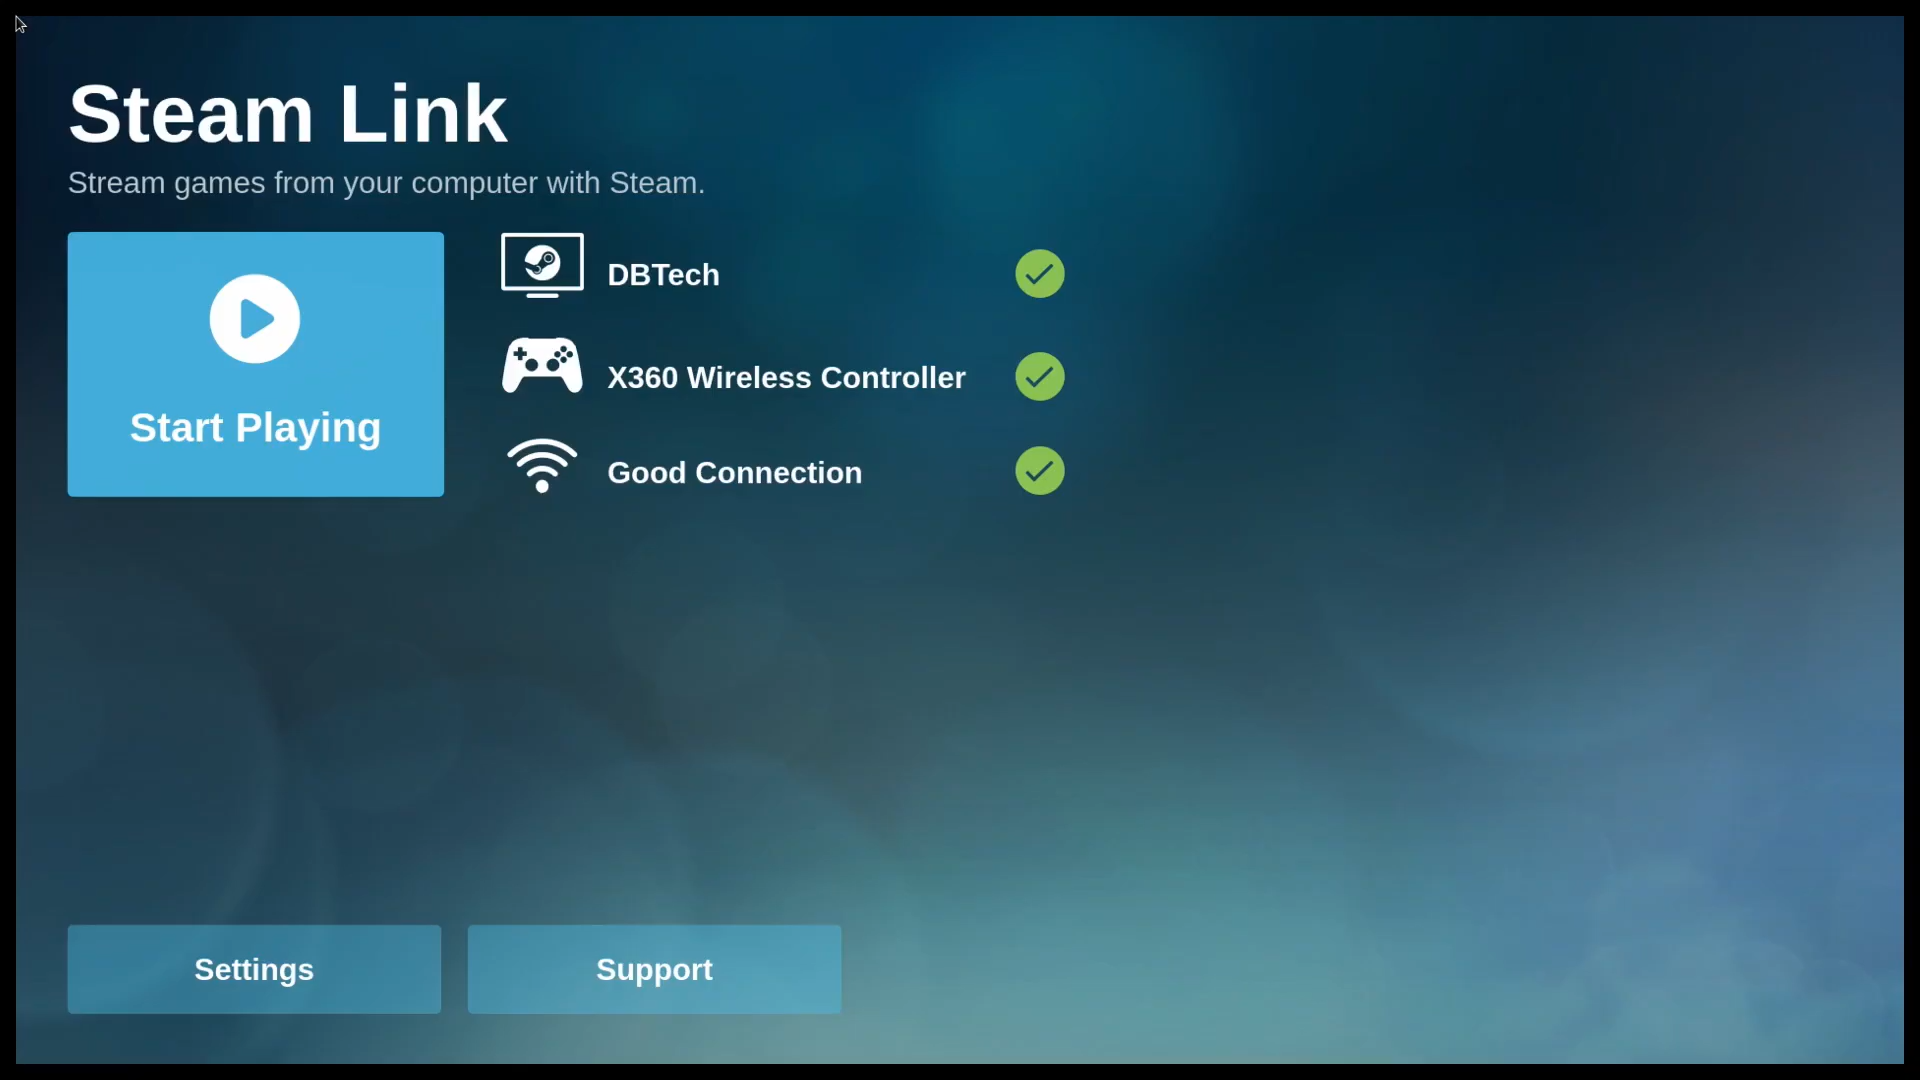 Steam Link
Stream games from your computer with Steam.
Start Playing
DBTech
X360 Wireless Controller
Good Connection
Settings
Support